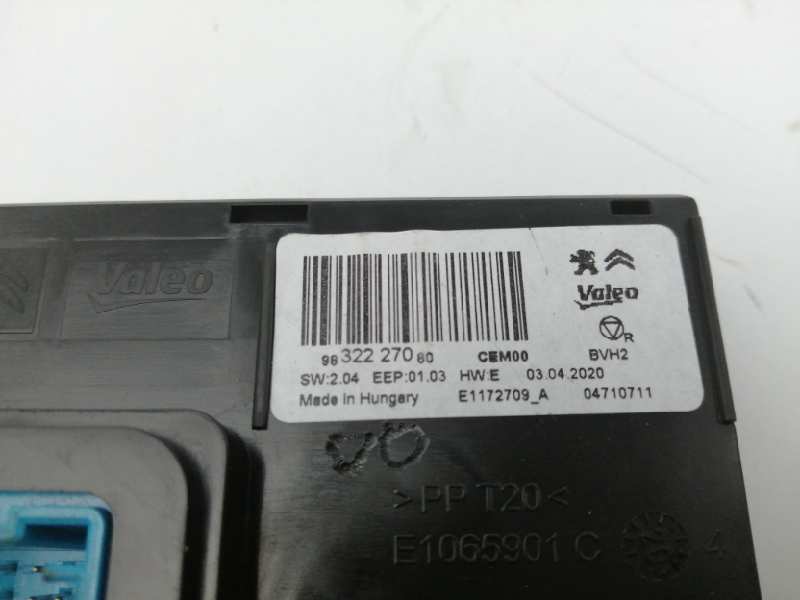 Valeo
Valeo
R
98 322 270 80 CEM00 BVH2
SW:2.04 EEP:01.03 HW:E 03.04.2020
Made in Hungary E1172709_A 04710711
>PP T20<
E1065901 C 4